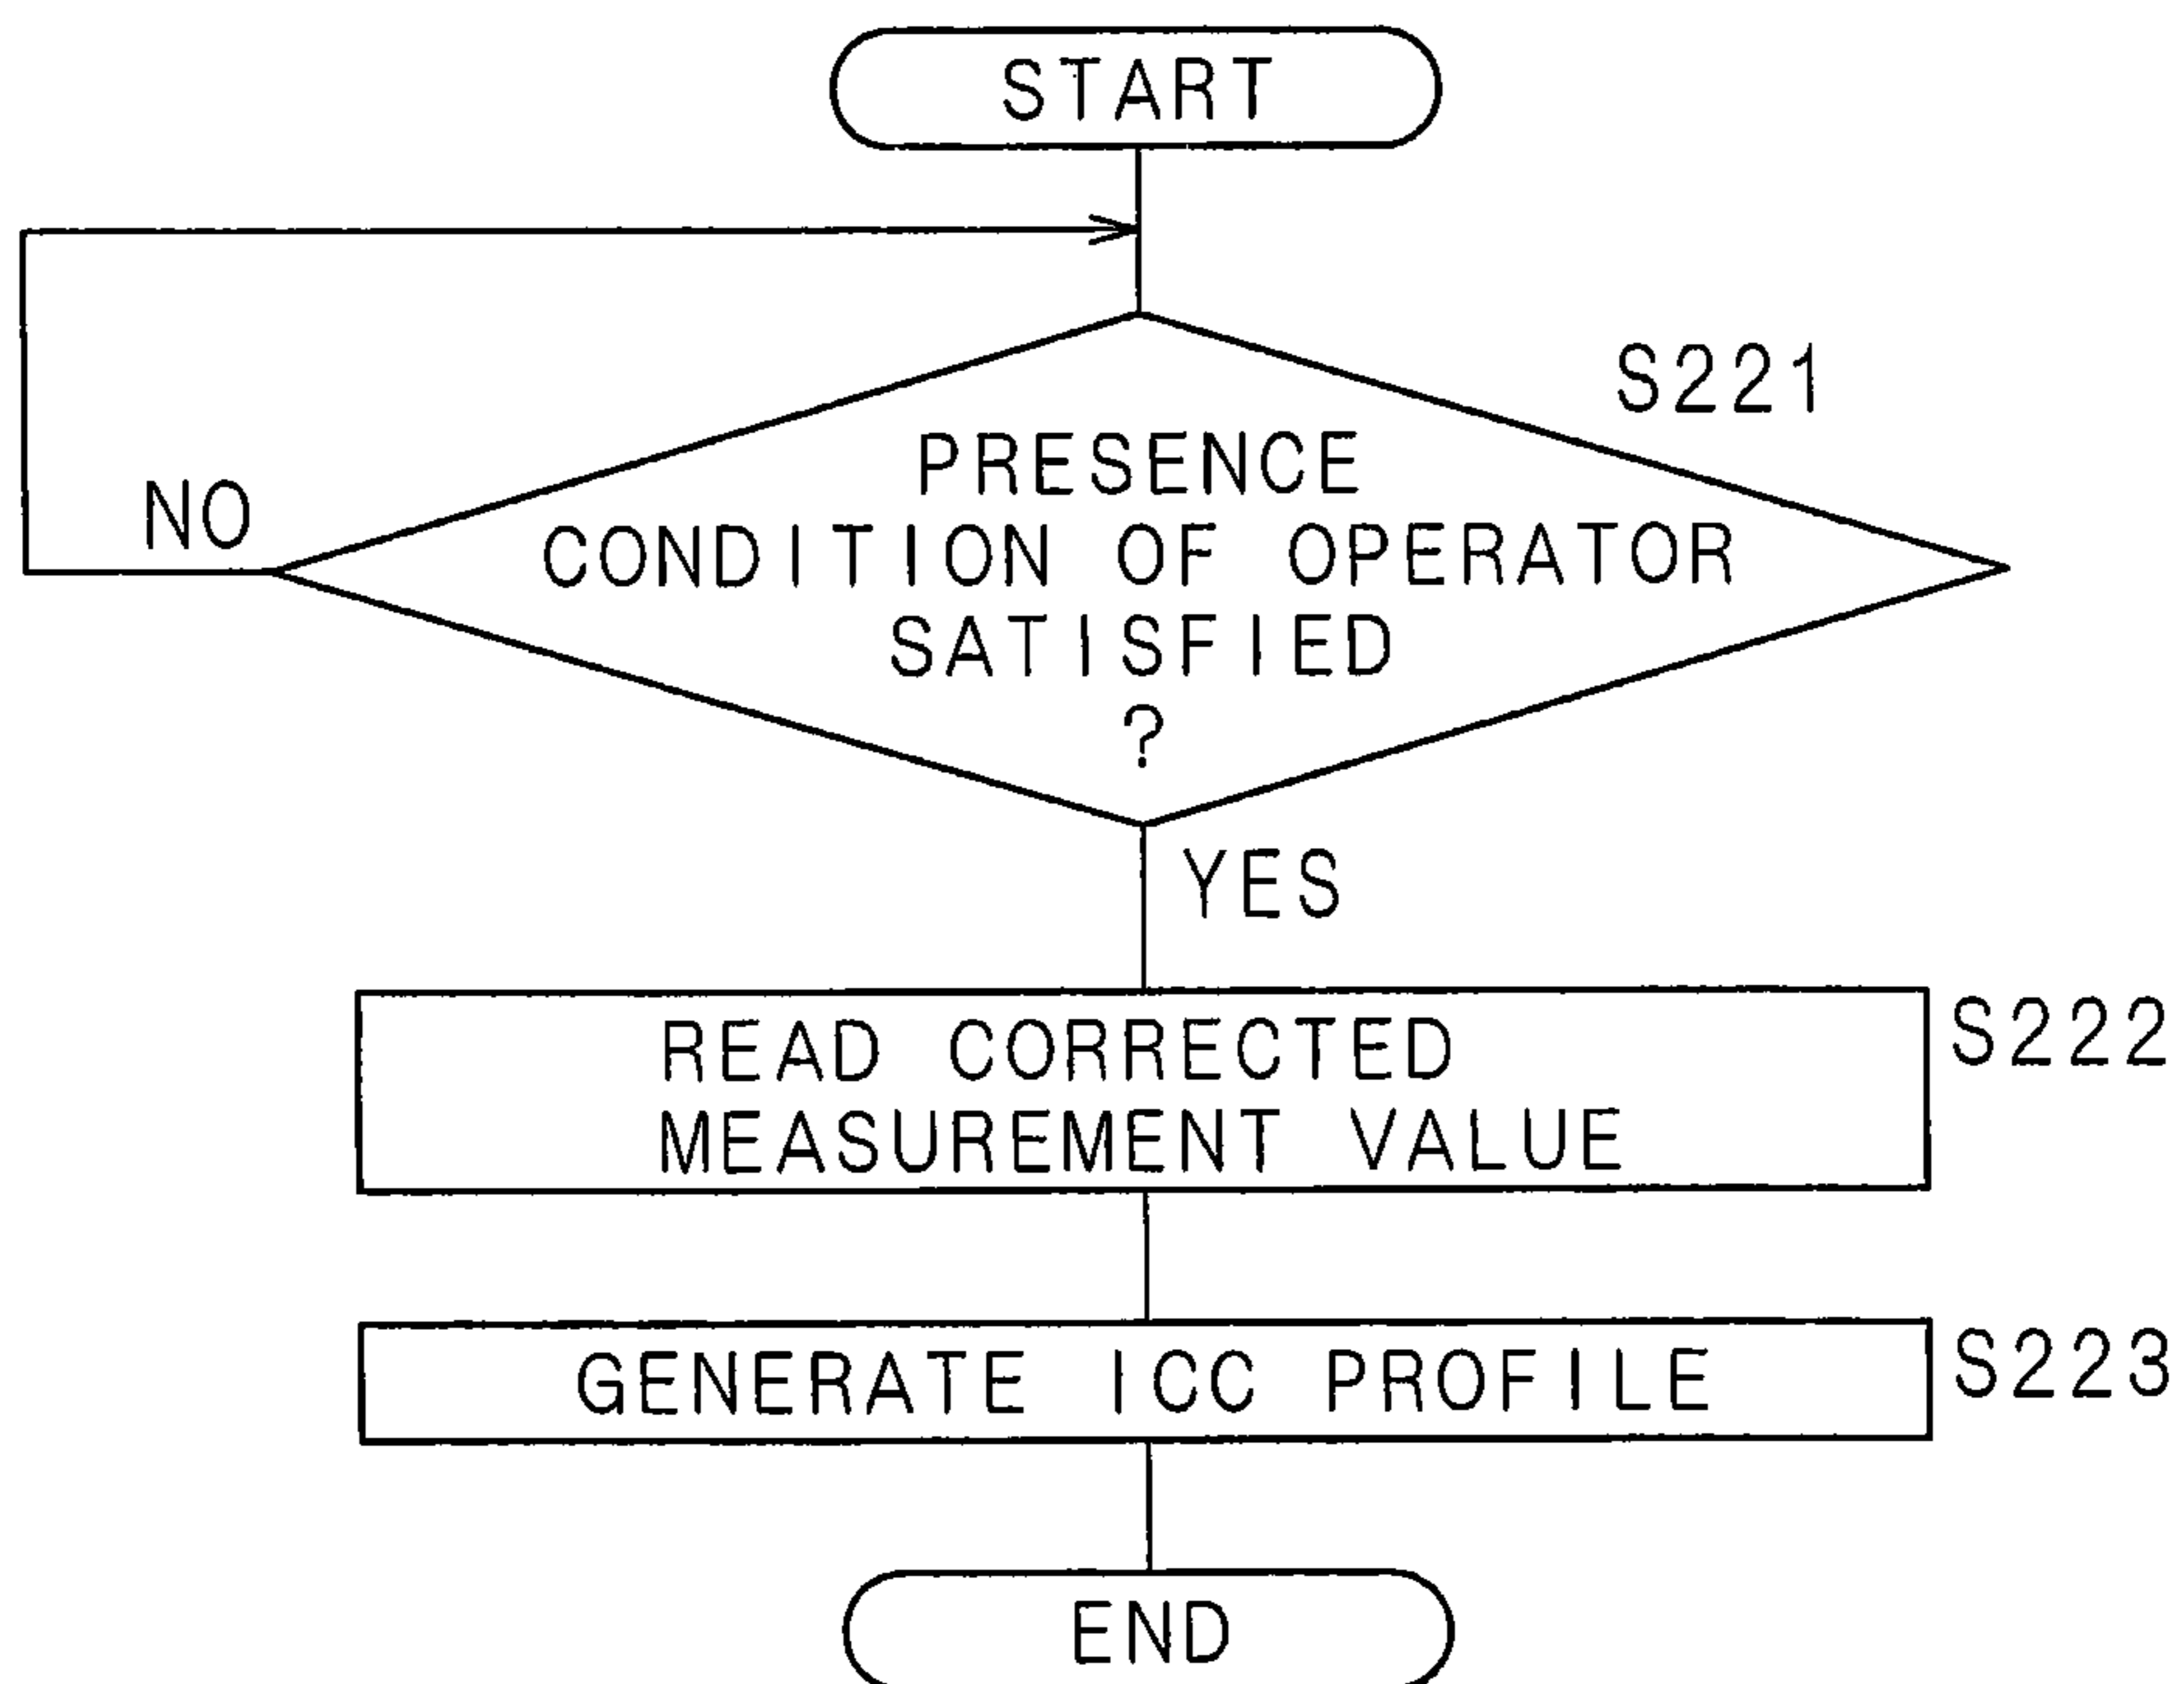 START
S221
PRESENCE
CONDITION OF OPERATOR
SATISFIED
?
NO
YES
READ CORRECTED
MEASUREMENT VALUE
S222
GENERATE ICC PROFILE
S223
END